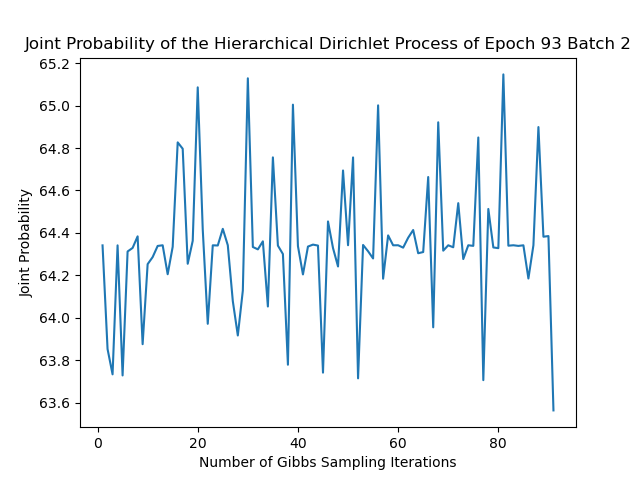 Joint Probability of the Hierarchical Dirichlet Process of Epoch 93 Batch 2
65.2
65.0
64.8
64.6
64.4
64.2
64.0
63.8
63.6
Joint Probability
0 20 40 60 80
Number of Gibbs Sampling Iterations